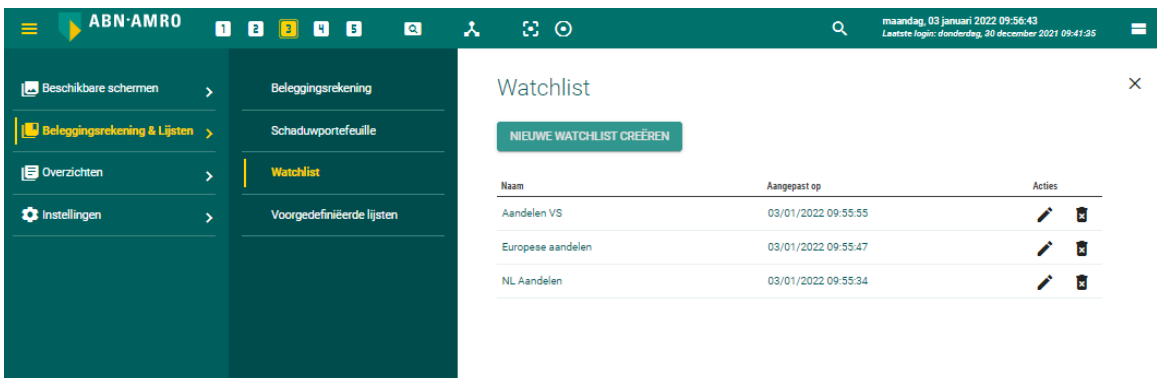 ABN·AMRO
1 2 3 4 5
maandag, 03 januari 2022 09:56:43
Laatste login: donderdag, 30 december 2021 09:41:35
Beschikbare schermen
Beleggingsrekening & Lijsten
Overzichten
Instellingen
Beleggingsrekening
Schaduwportefeuille
Watchlist
Voorgedefiniëerde lijsten
Watchlist
NIEUWE WATCHLIST CREËREN
Naam Aangepast op Acties
Aandelen VS 03/01/2022 09:55:55
Europese aandelen 03/01/2022 09:55:47
NL Aandelen 03/01/2022 09:55:34